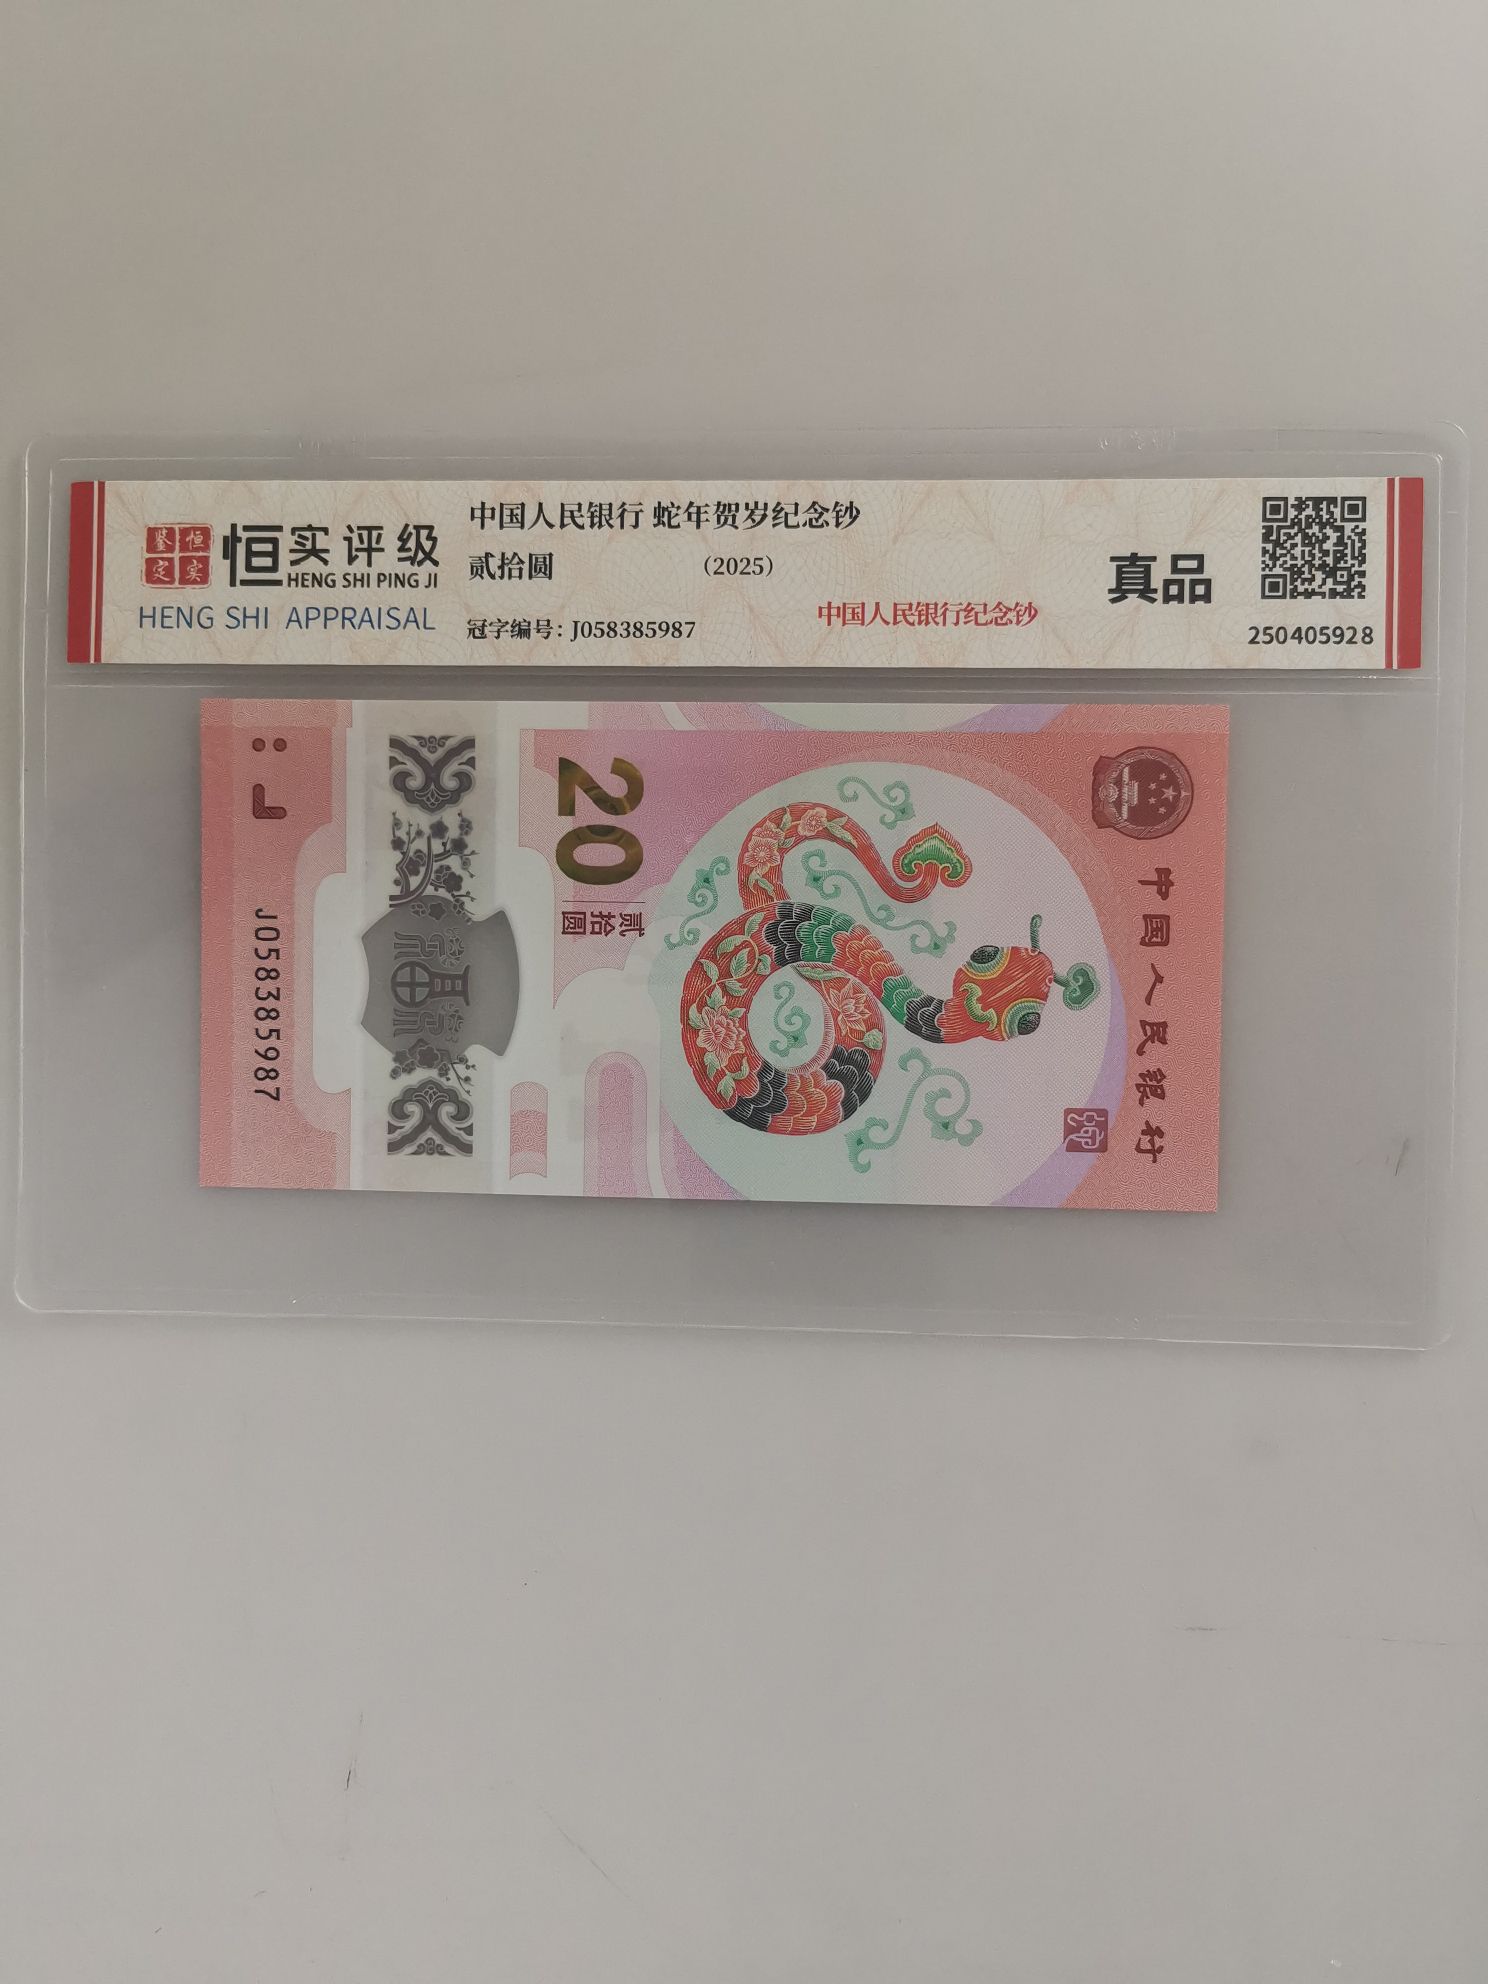 鉴恒
定实
恒实评级
HENG SHI PING JI
HENG SHI APPRAISAL
中国人民银行 蛇年贺岁纪念钞
贰拾圆 (2025)
冠字编号: J058385987
中国人民银行纪念钞
真品
250405928
中国人民银行
20
贰拾圆
J058385987